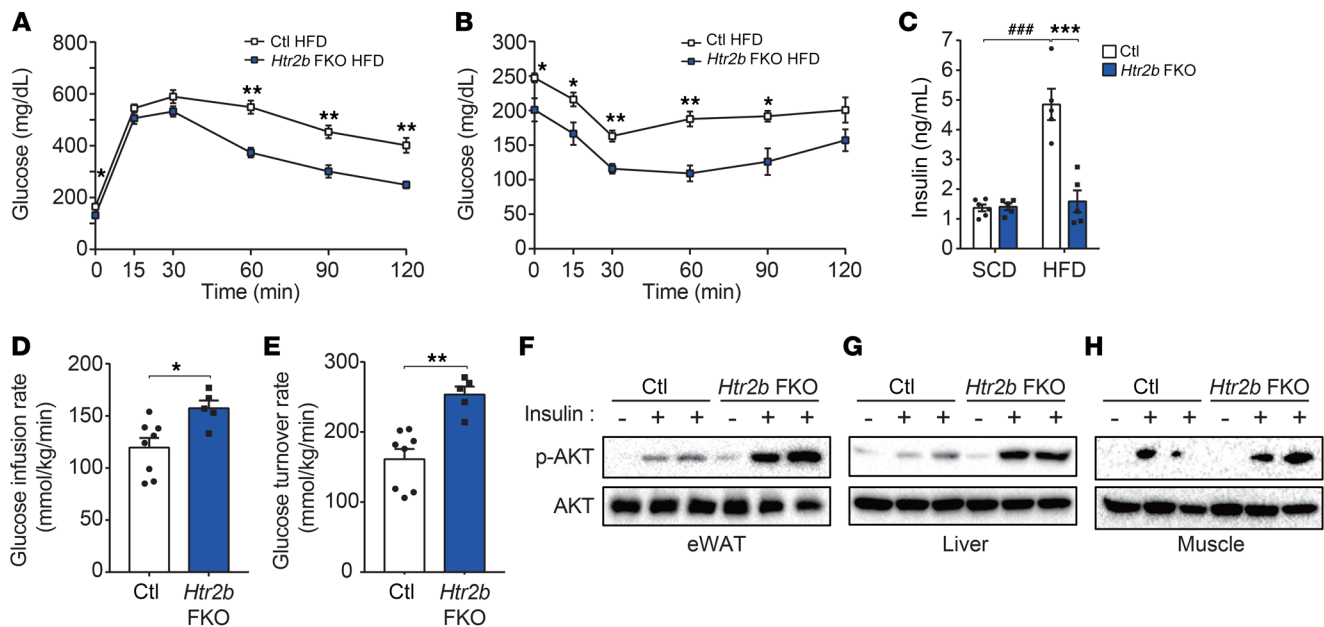 A
800
600
400
200
0
Glucose (mg/dL)
Ctl HFD
Htr2b FKO HFD
*
**
**
**
0 15 30 60 90 120
Time (min)
B
300
250
200
150
100
50
0
Glucose (mg/dL)
Ctl HFD
Htr2b FKO HFD
*
*
**
**
*
0 15 30 60 90 120
Time (min)
C
7
6
5
4
3
2
1
0
Insulin (ng/mL)
### ***
Ctl
Htr2b FKO
SCD HFD
D
200
150
100
50
0
Glucose infusion rate
(mmol/kg/min)
*
Ctl Htr2b
FKO
E
300
200
100
0
Glucose turnover rate
(mmol/kg/min)
**
Ctl Htr2b
FKO
F
Ctl Htr2b FKO
Insulin : - + + - + +
p-AKT
AKT
eWAT
G
Ctl Htr2b FKO
- + + - + +
Liver
H
Ctl Htr2b FKO
- + + - + +
Muscle